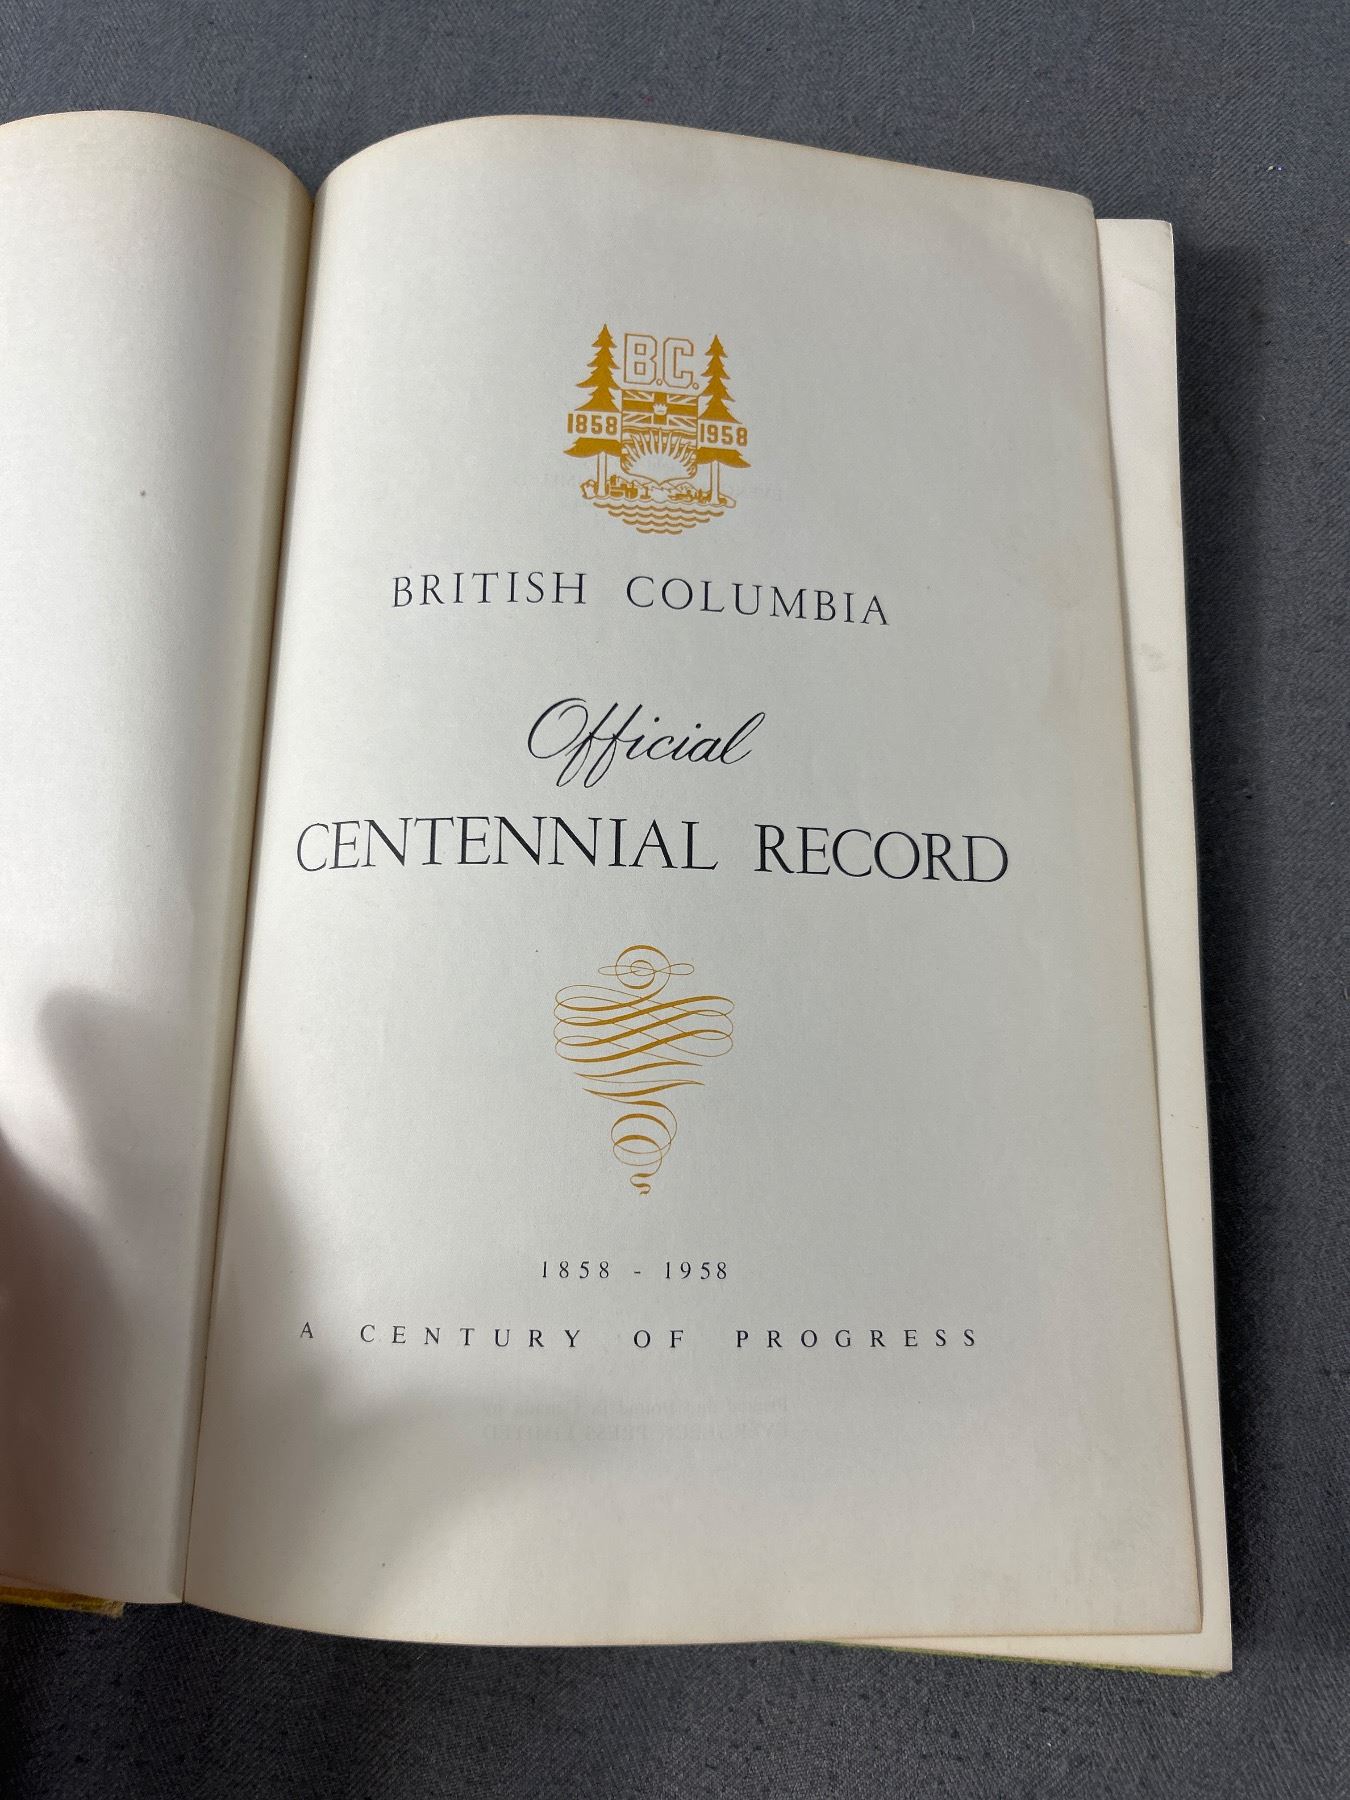 B.C.
1858 1958
BRITISH COLUMBIA
Official
CENTENNIAL RECORD
1858 - 1958
A CENTURY OF PROGRESS